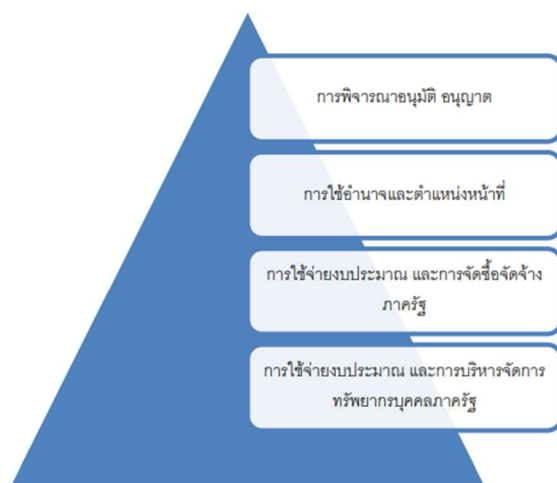 การพิจารณาอนุมัติ อนุญาต
การใช้อำนาจและตำแหน่งหน้าที่
การใช้จ่ายงบประมาณ และการจัดซื้อจัดจ้าง
ภาครัฐ
การใช้จ่ายงบประมาณ และการบริหารจัดการ
ทรัพยากรบุคคลภาครัฐ